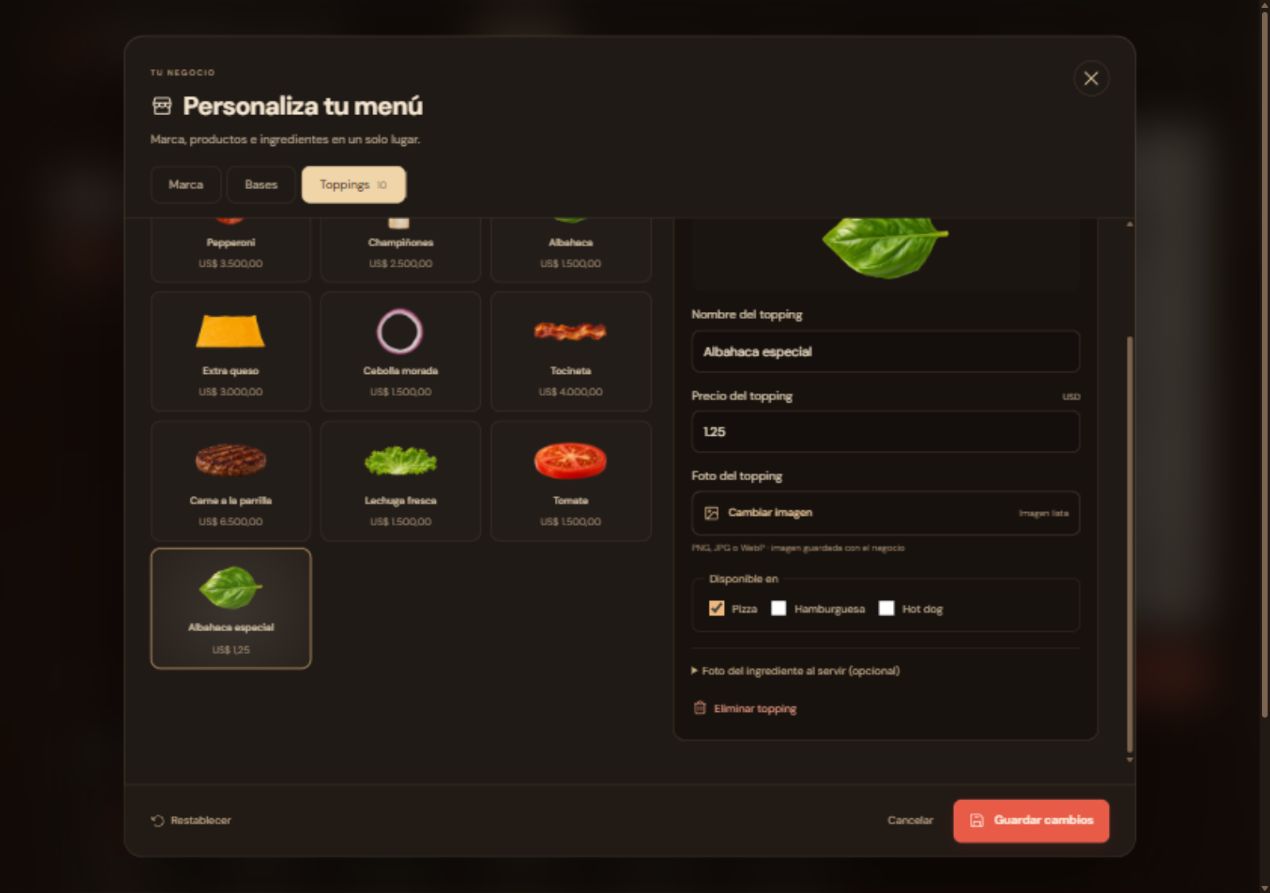 TU NEGOCIO
Personaliza tu menú
Marca, productos e ingredientes en un solo lugar.
Marca
Bases
Toppings 10
Pepperoni
US$ 3.500,00
Champiñones
US$ 2.500,00
Albahaca
US$ 1.500,00
Extra queso
US$ 3.000,00
Cebolla morada
US$ 1.500,00
Tocineta
US$ 4.000,00
Carne a la parrilla
US$ 6.500,00
Lechuga fresca
US$ 1.500,00
Tomate
US$ 1.500,00
Albahaca especial
US$ 1,25
Nombre del topping
Albahaca especial
Precio del topping
USD
1.25
Foto del topping
Cambiar imagen
Imagen lista
PNG, JPG o WebP · imagen guardada con el negocio
Disponible en
Pizza
Hamburguesa
Hot dog
Foto del ingrediente al servir (opcional)
Eliminar topping
Restablecer
Cancelar
Guardar cambios